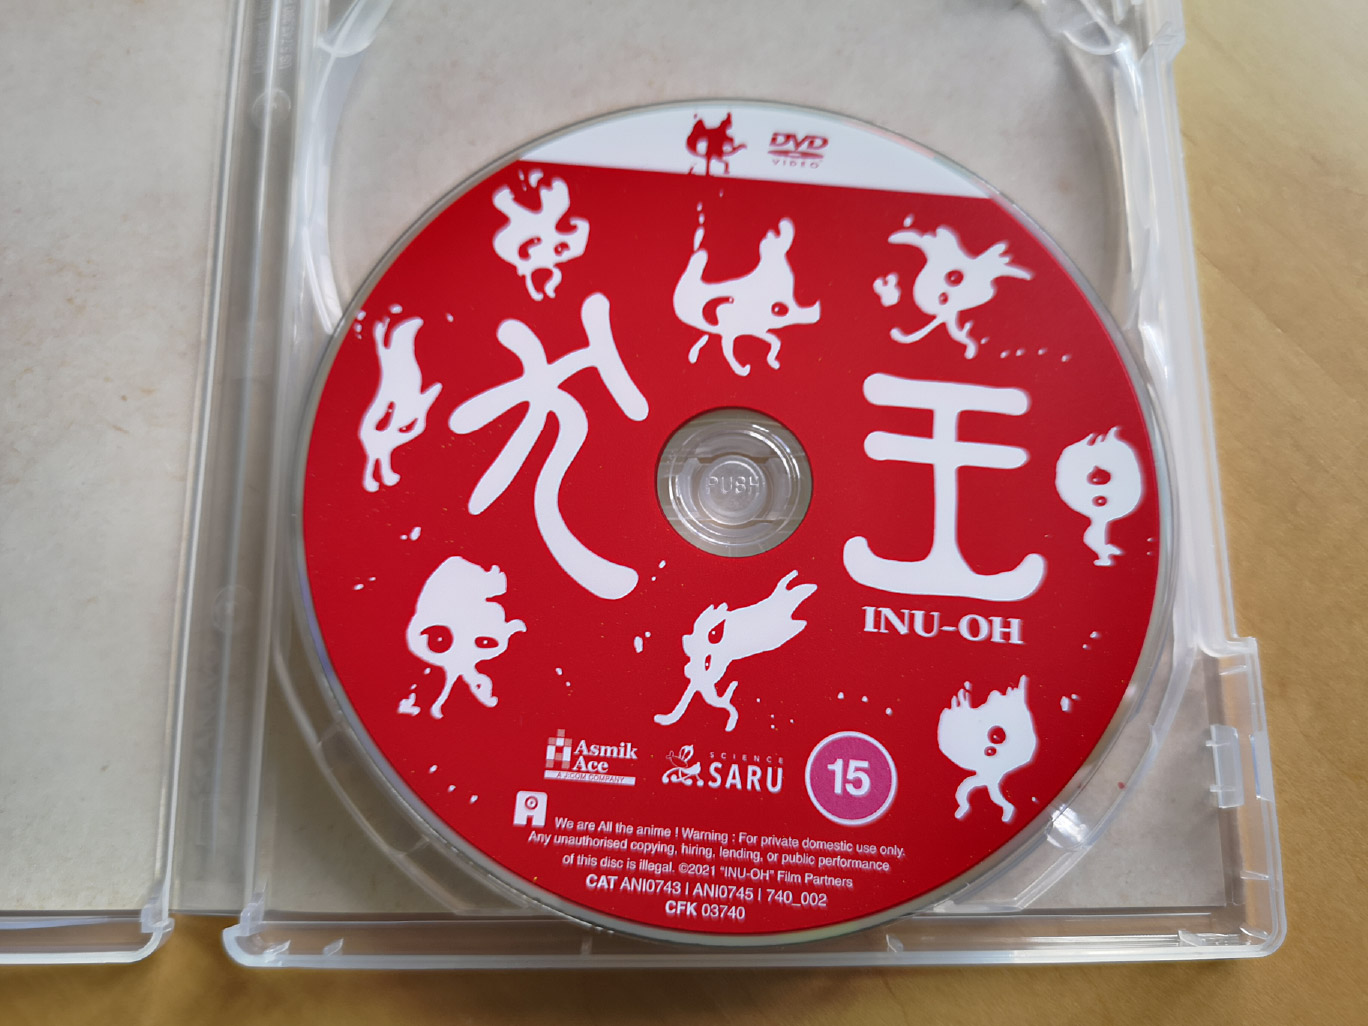 DVD
VIDEO
犬王
INU-OH
PUSH
Asmik
Ace
A J:COM COMPANY
SCIENCE
SARU
15
We are All the anime ! Warning : For private domestic use only.
Any unauthorised copying, hiring, lending, or public performance
of this disc is illegal. ©2021 "INU-OH" Film Partners
CAT ANI0743 I ANI0745 I 740_002
CFK 03740